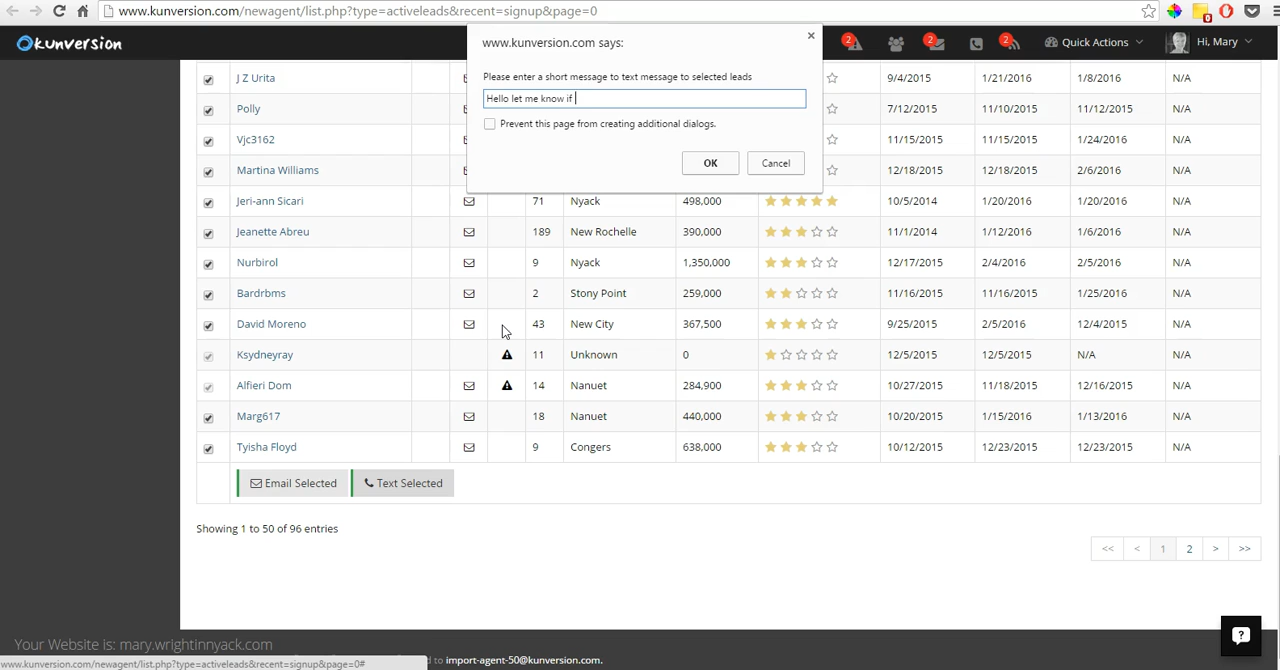 www.kunversion.com/newagent/list.php?type=activeleads&recent=signup&page=0
0
kunversion
2
2
2
Quick Actions
Hi, Mary
www.kunversion.com says:
Please enter a short message to text message to selected leads
Hello let me know if
Prevent this page from creating additional dialogs.
OK
Cancel
J Z Urita 9/4/2015 1/21/2016 1/8/2016 N/A
Polly 7/12/2015 11/10/2015 11/12/2015 N/A
Vjc3162 11/15/2015 11/15/2015 1/24/2016 N/A
Martina Williams 12/18/2015 12/18/2015 2/6/2016 N/A
Jeri-ann Sicari 71 Nyack 498,000 10/5/2014 1/20/2016 1/20/2016 N/A
Jeanette Abreu 189 New Rochelle 390,000 11/1/2014 1/12/2016 1/6/2016 N/A
Nurbirol 9 Nyack 1,350,000 12/17/2015 2/4/2016 2/5/2016 N/A
Bardrbms 2 Stony Point 259,000 11/16/2015 11/16/2015 1/25/2016 N/A
David Moreno 43 New City 367,500 9/25/2015 2/5/2016 12/4/2015 N/A
Ksydneyray 11 Unknown 0 12/5/2015 12/5/2015 N/A N/A
Alfieri Dom 14 Nanuet 284,900 10/27/2015 11/18/2015 12/16/2015 N/A
Marg617 18 Nanuet 440,000 10/20/2015 1/15/2016 1/13/2016 N/A
Tyisha Floyd 9 Congers 638,000 10/12/2015 12/23/2015 12/23/2015 N/A
Email Selected Text Selected
Showing 1 to 50 of 96 entries
<< < 1 2 > >>
Your Website is: mary.wrightinnyack.com
www.kunversion.com/newagent/list.php?type=activeleads&recent=signup&page=0#
d to import-agent-50@kunversion.com.